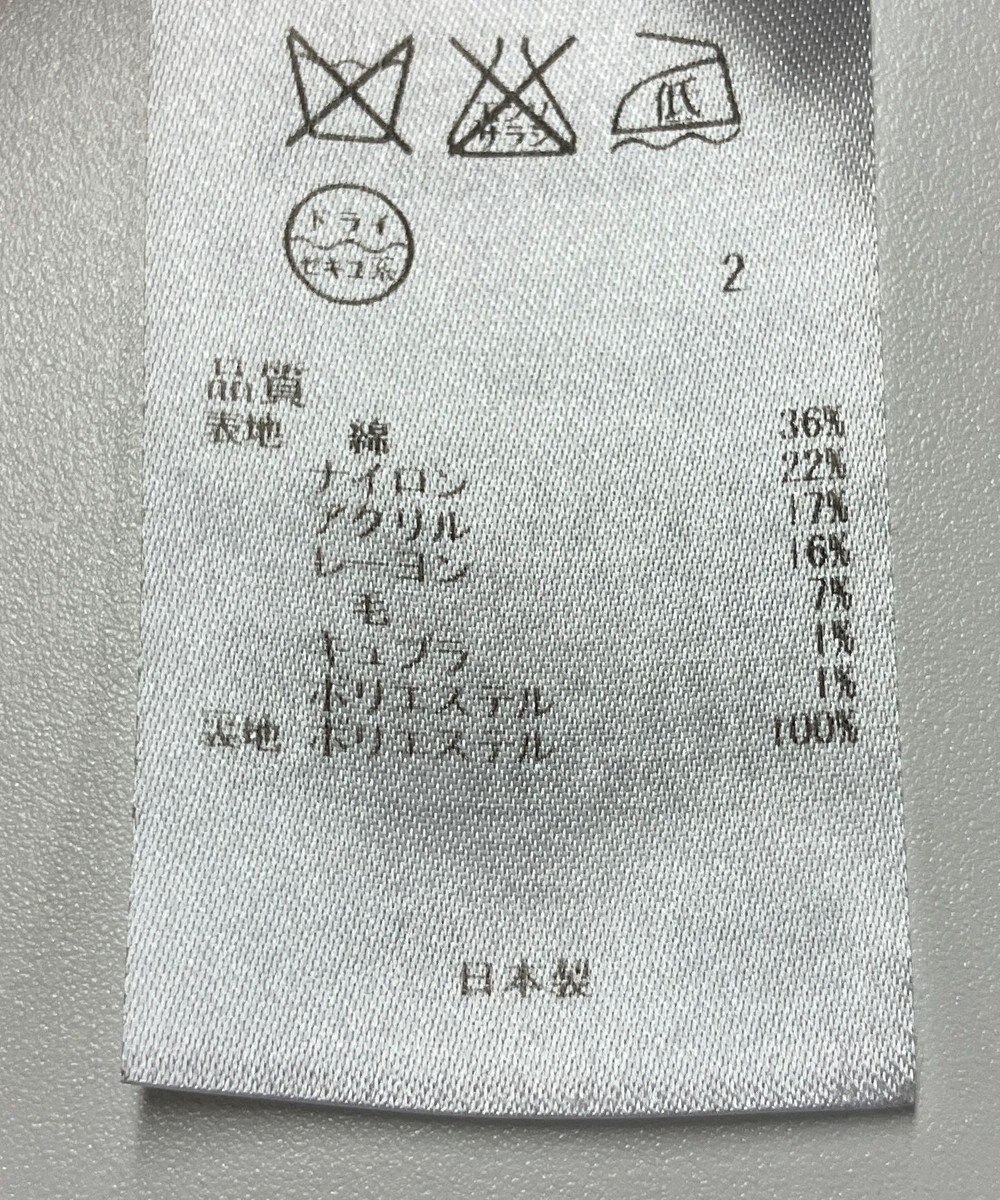 エンソ サラシ 低
ドライ
セキユ系
2
品質
表地 綿 36%
ナイロン 22%
アクリル 17%
レーヨン 16%
毛 7%
キュプラ 1%
ポリエステル 1%
表地 ポリエステル 100%
日本製